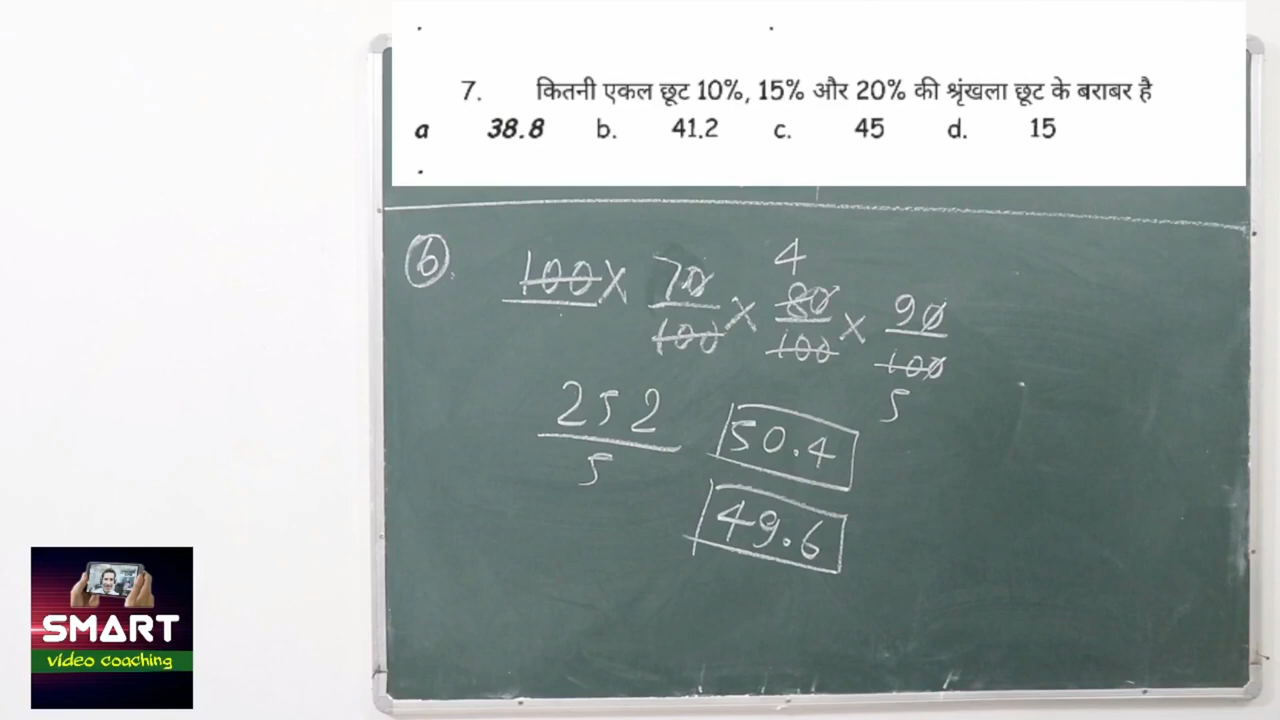 7. कितनी एकल छूट 10%, 15% और 20% की श्रृंखला छूट के बराबर है
a 38.8 b. 41.2 c. 45 d. 15
.
6. 100 X 70/100 X 80/100 X 90/100
4
5
252/5 50.4
49.6
SMART
video coaching